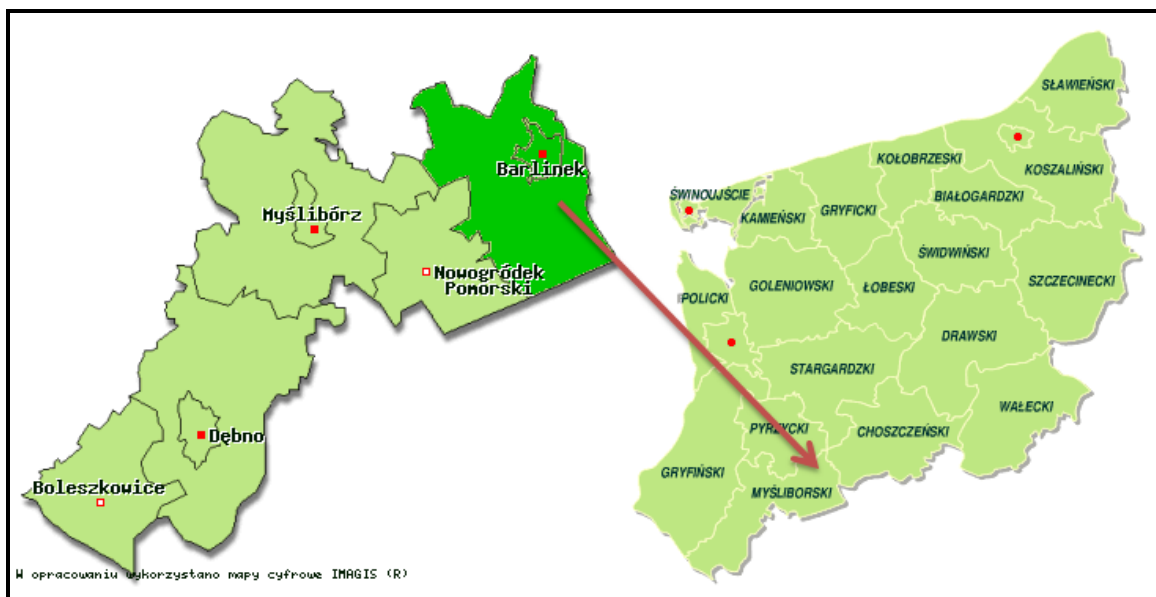 Barlinek
Myślibórz
Nowogródek
Pomorski
Dębno
Boleszkowice
W opracowaniu wykorzystano mapy cyfrowe IMAGIS (R)
SŁAWIEŃSKI
KOSZALIŃSKI
KOŁOBRZESKI
BIAŁOGARDZKI
ŚWINOUJŚCIE
KAMIEŃSKI
GRYFICKI
ŚWIDWIŃSKI
SZCZECINECKI
GOLENIOWSKI
ŁOBESKI
POLICKI
DRAWSKI
STARGARDZKI
WAŁECKI
PYRZYCKI
CHOSZCZEŃSKI
GRYFIŃSKI
MYŚLIBORSKI